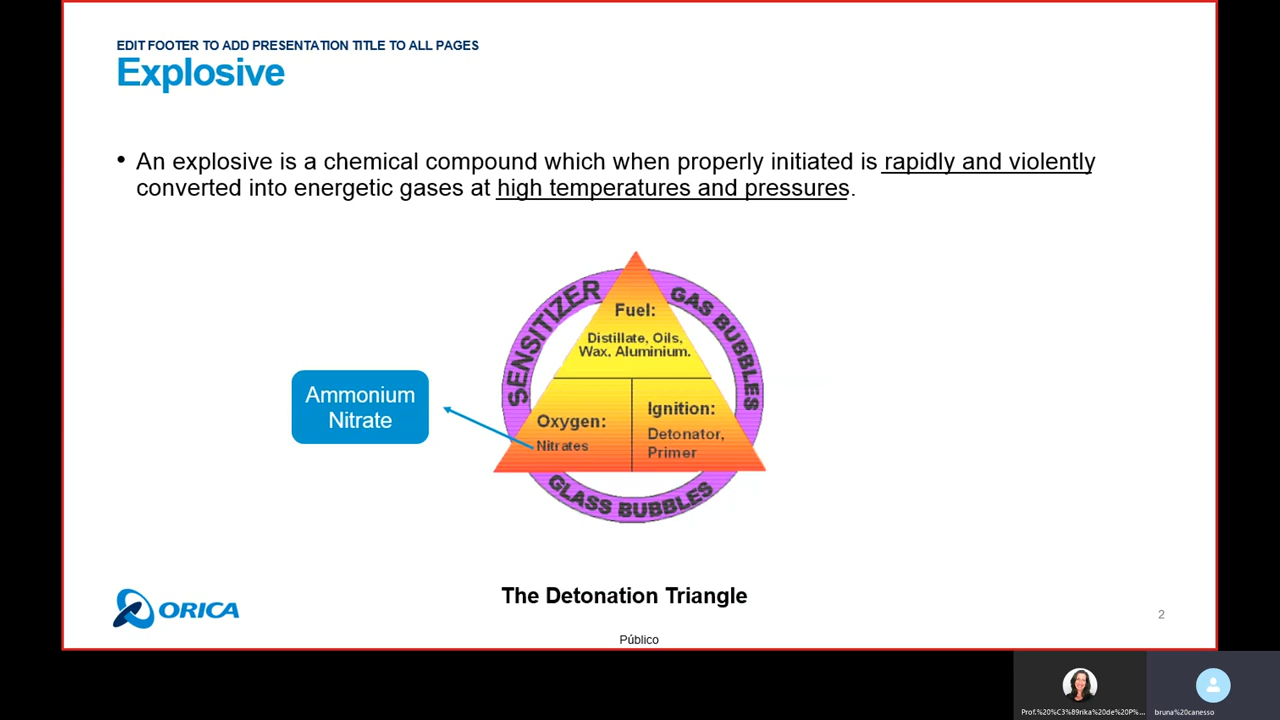 EDIT FOOTER TO ADD PRESENTATION TITLE TO ALL PAGES
Explosive
• An explosive is a chemical compound which when properly initiated is rapidly and violently
converted into energetic gases at high temperatures and pressures.
SENSITIZER
GAS BUBBLES
Fuel:
Distillate, Oils,
Wax, Aluminium.
Ammonium
Nitrate
Oxygen:
Nitrates
Ignition:
Detonator,
Primer
GLASS BUBBLES
The Detonation Triangle
ORICA
2
Público
Prof.%20%C3%89rika%20de%20P%...
bruna%20canesso